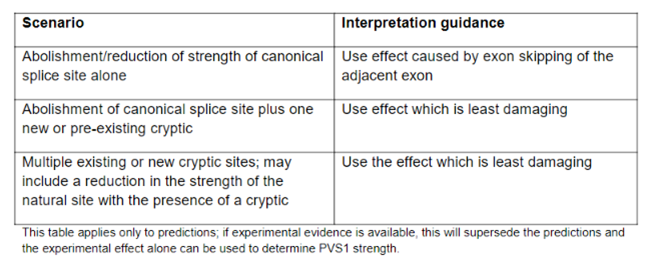 Scenario
Interpretation guidance
Abolishment/reduction of strength of canonical
splice site alone
Use effect caused by exon skipping of the
adjacent exon
Abolishment of canonical splice site plus one
new or pre-existing cryptic
Use effect which is least damaging
Multiple existing or new cryptic sites; may
include a reduction in the strength of the
natural site with the presence of a cryptic
Use the effect which is least damaging
This table applies only to predictions; if experimental evidence is available, this will supersede the predictions and
the experimental effect alone can be used to determine PVS1 strength.